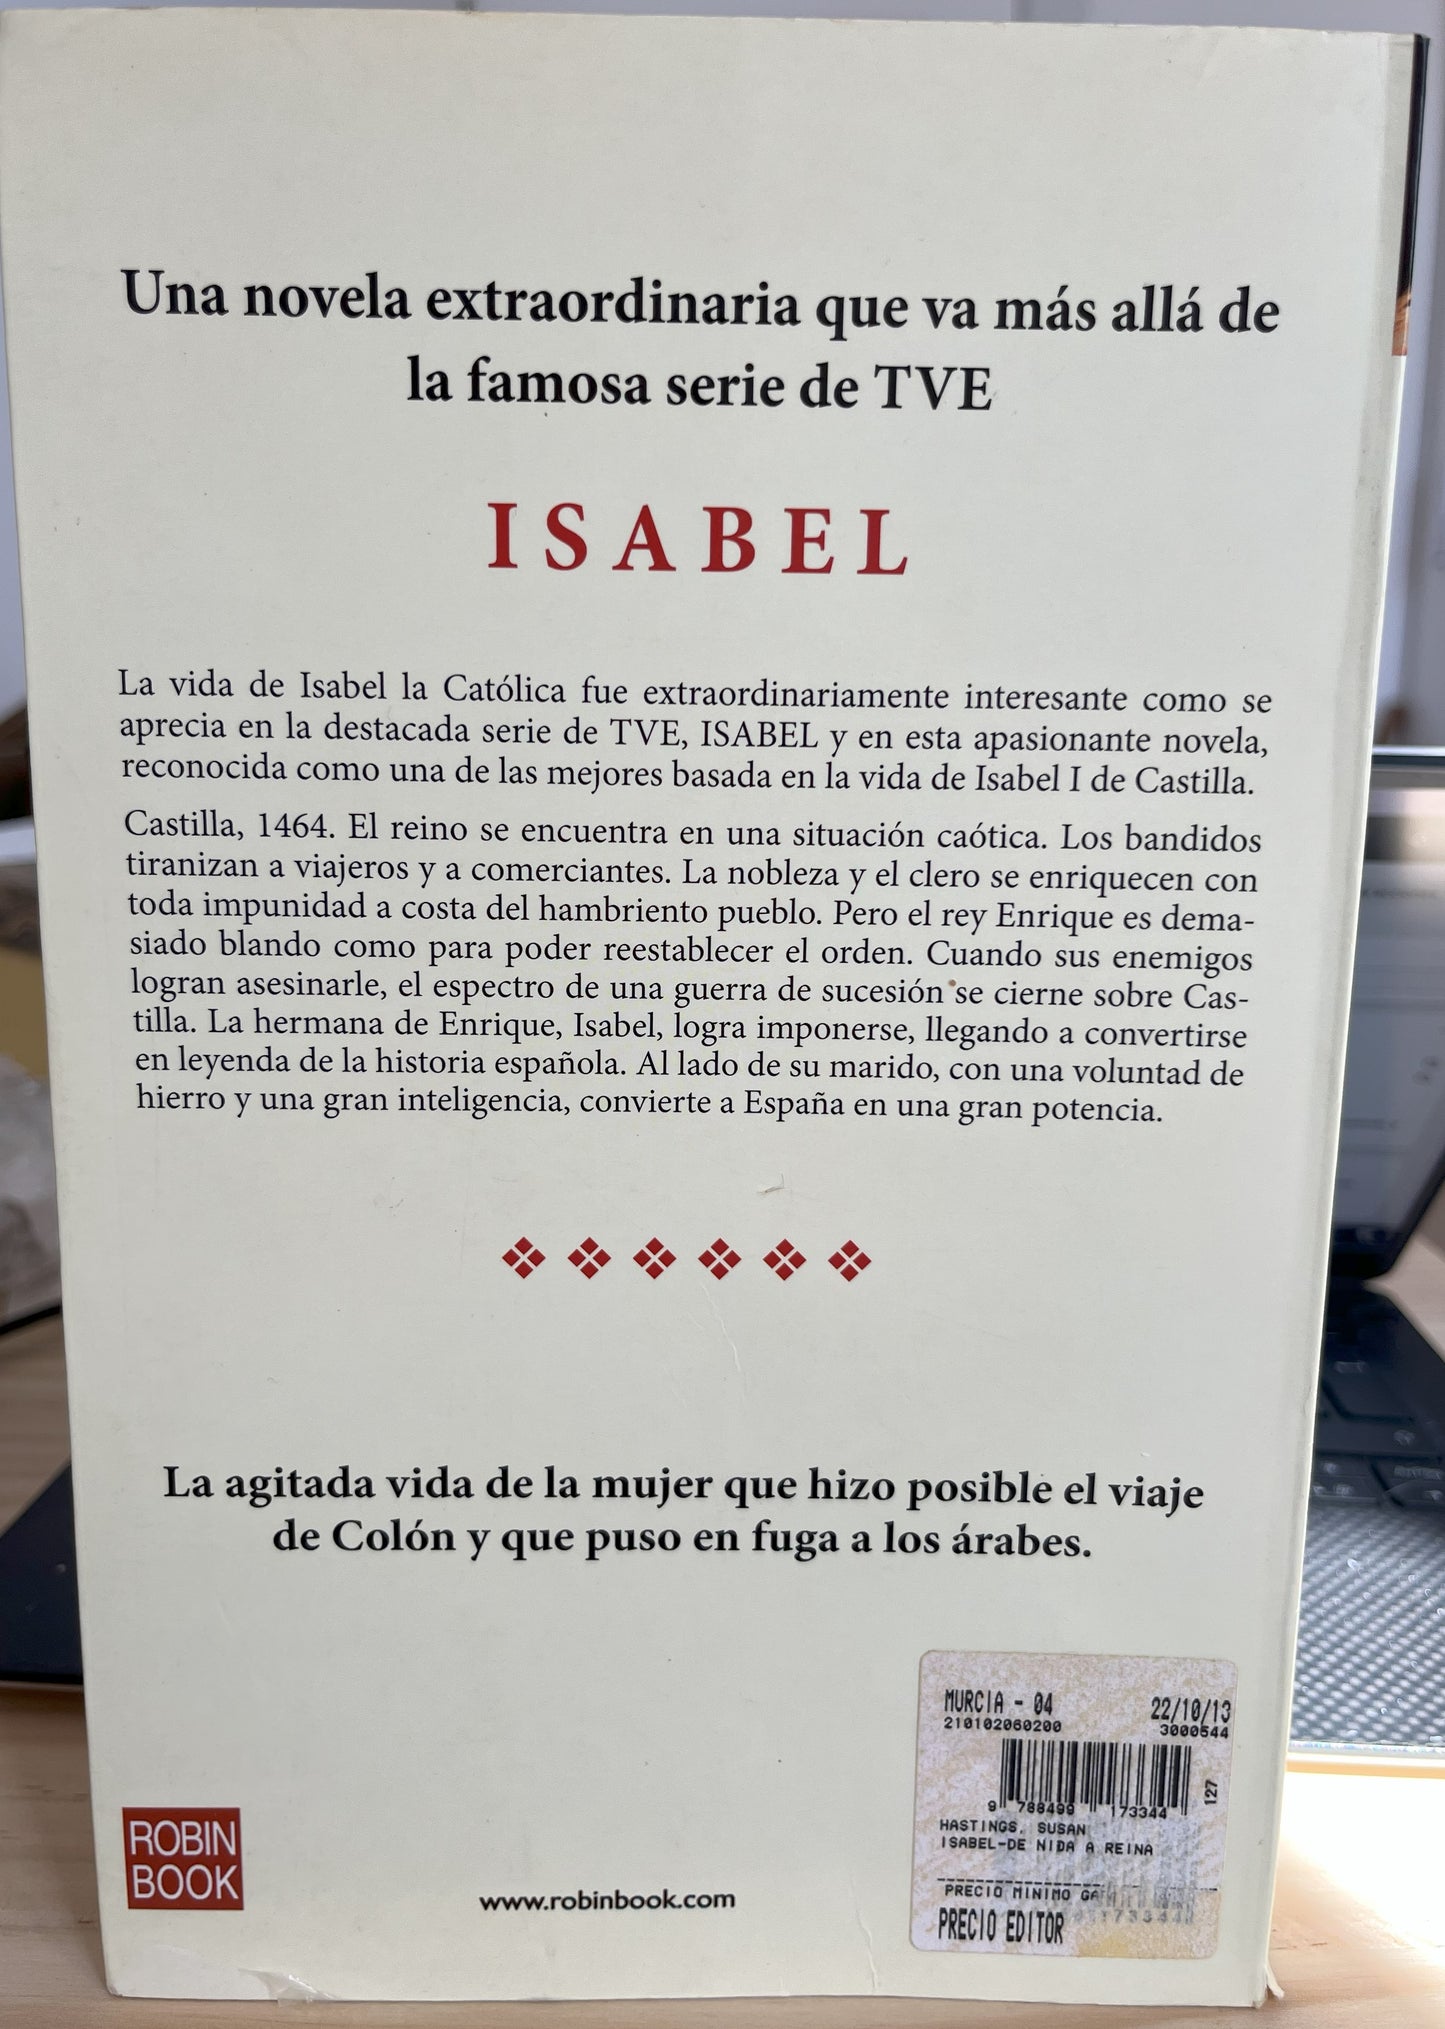 Una novela extraordinaria que va más allá de
la famosa serie de TVE
ISABEL
La vida de Isabel la Católica fue extraordinariamente interesante como se
aprecia en la destacada serie de TVE, ISABEL y en esta apasionante novela,
reconocida como una de las mejores basada en la vida de Isabel I de Castilla.
Castilla, 1464. El reino se encuentra en una situación caótica. Los bandidos
tiranizan a viajeros y a comerciantes. La nobleza y el clero se enriquecen con
toda impunidad a costa del hambriento pueblo. Pero el rey Enrique es dema-
siado blando como para poder reestablecer el orden. Cuando sus enemigos
logran asesinarle, el espectro de una guerra de sucesión se cierne sobre Cas-
tilla. La hermana de Enrique, Isabel, logra imponerse, llegando a convertirse
en leyenda de la historia española. Al lado de su marido, con una voluntad de
hierro y una gran inteligencia, convierte a España en una gran potencia.
La agitada vida de la mujer que hizo posible el viaje
de Colón y que puso en fuga a los árabes.
MURCIA - 04 22/10/13
210102060200 3000544
9 788499 173344
127
HASTINGS, SUSAN
ISABEL-DE NIDA A REINA
PRECIO MINIMO
PRECIO EDITOR
ROBIN
BOOK
www.robinbook.com